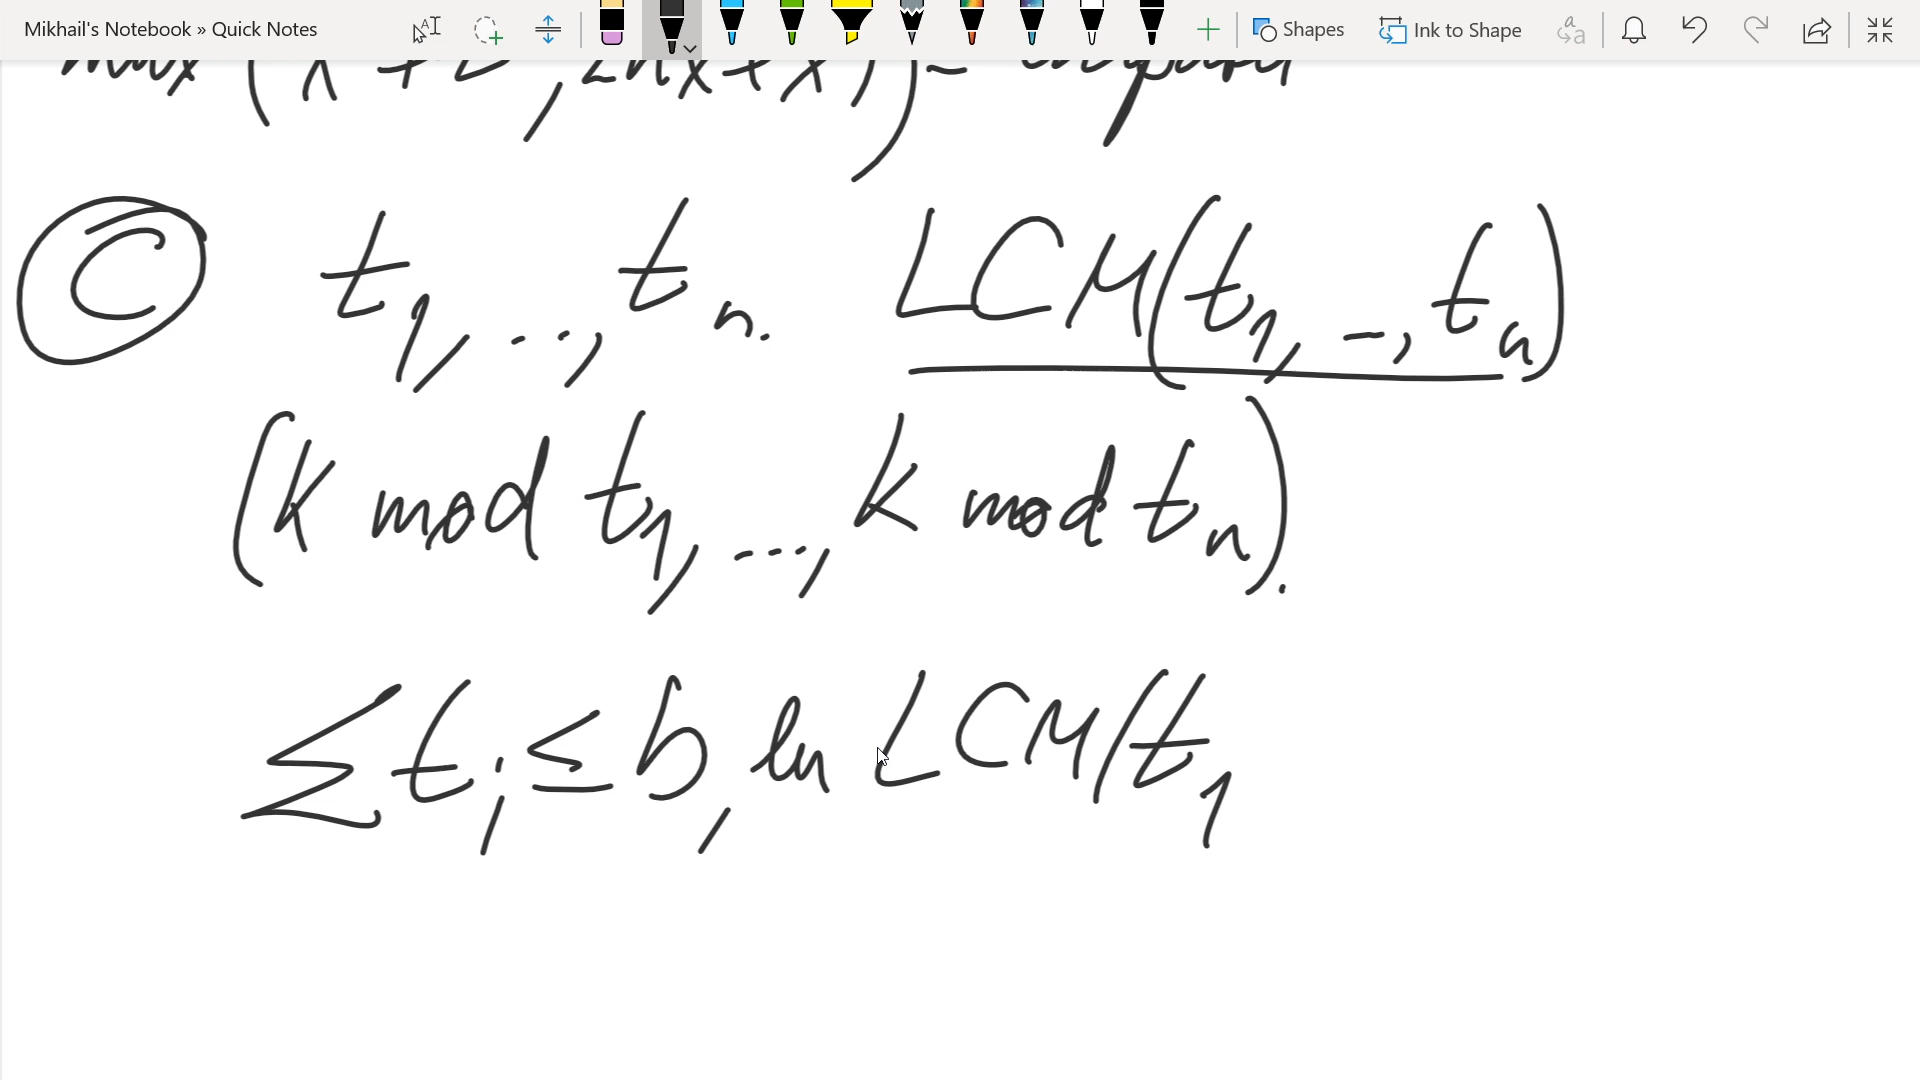 Mikhail's Notebook » Quick Notes Shapes Ink to Shape
C t₁, ..., tₙ. LCM(t₁, –, tₙ)
(k mod t₁, ..., k mod tₙ).
∑tᵢ ≤ b, ln LCM/t₁